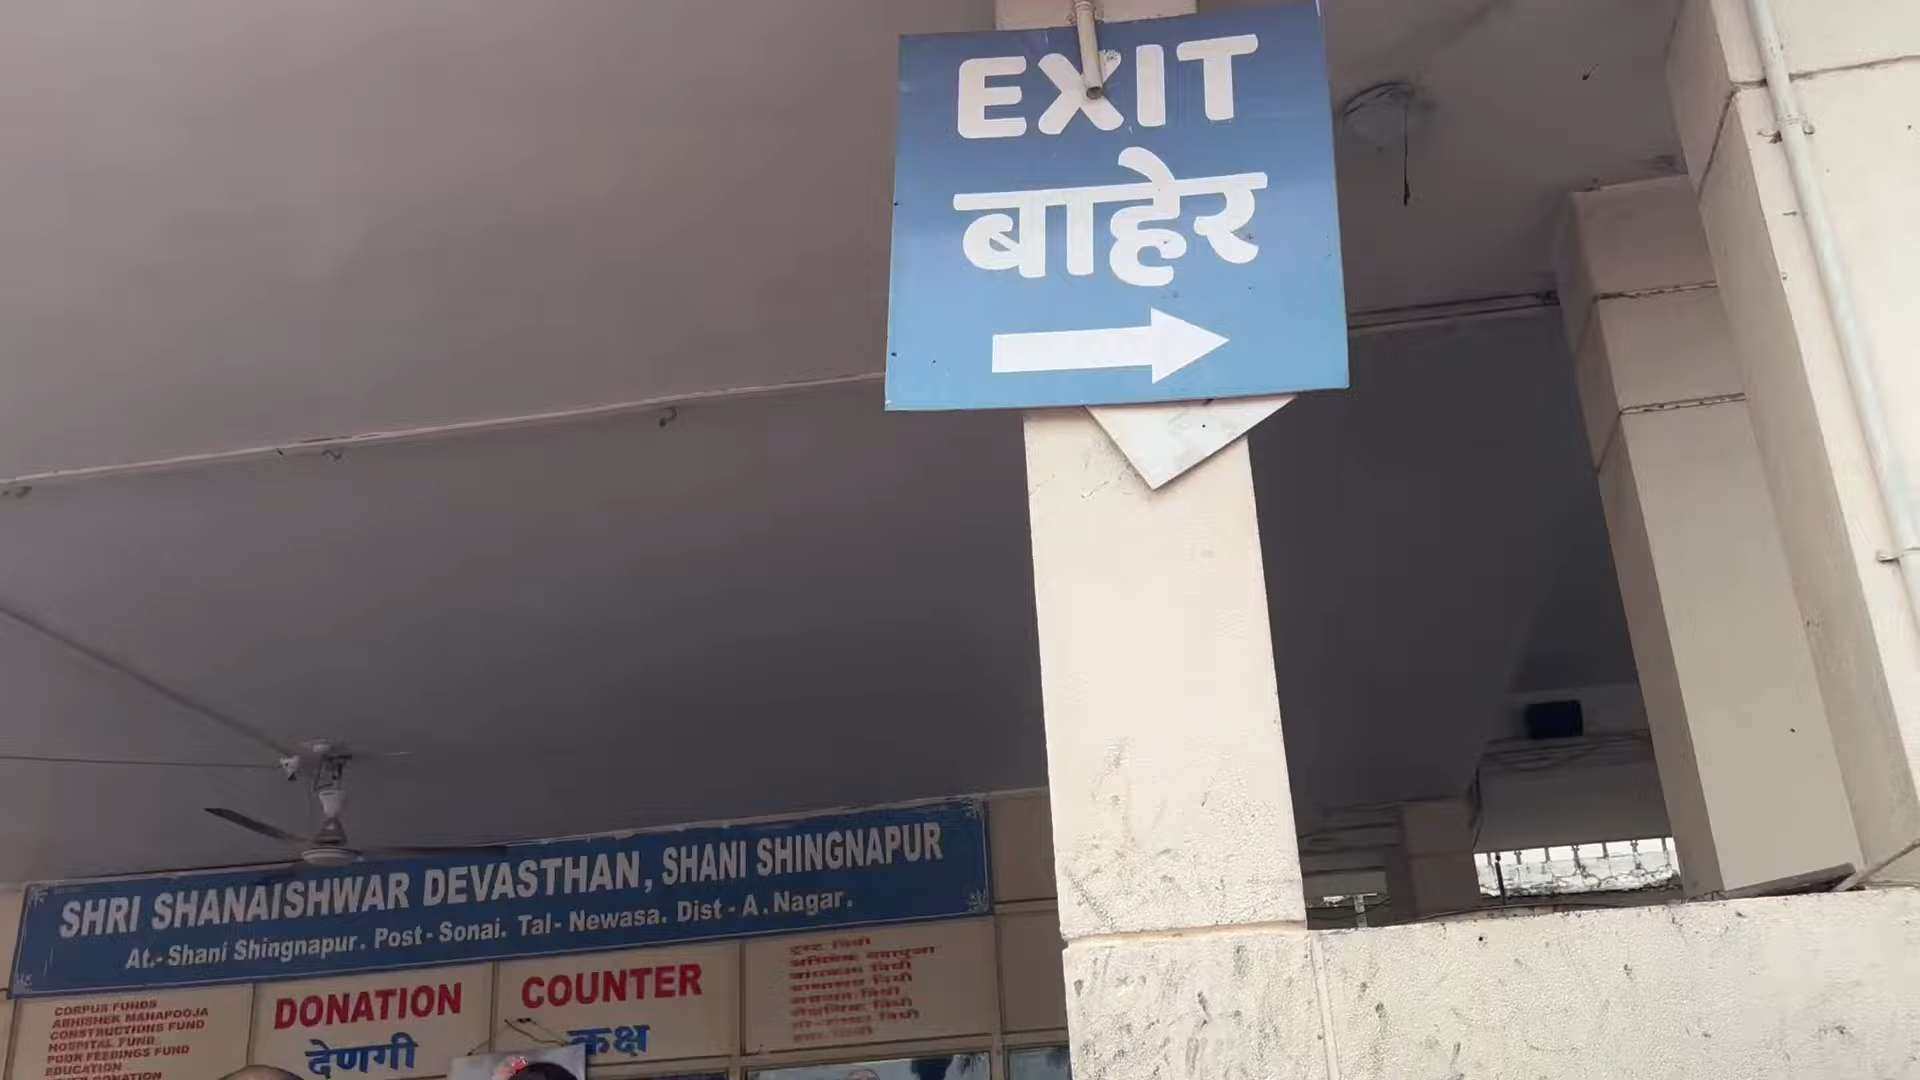 EXIT
बाहेर
SHRI SHANAISHWAR DEVASTHAN, SHANI SHINGNAPUR
At.- Shani Shingnapur. Post - Sonai. Tal - Newasa. Dist - A. Nagar.
CORPUS FUNDS
ABHISHEK MAHAPOOJA
CONSTRUCTIONS FUND
HOSPITAL FUND
POOR FEEDINGS FUND
EDUCATION
DONATION
DONATION
देणगी
COUNTER
कक्ष